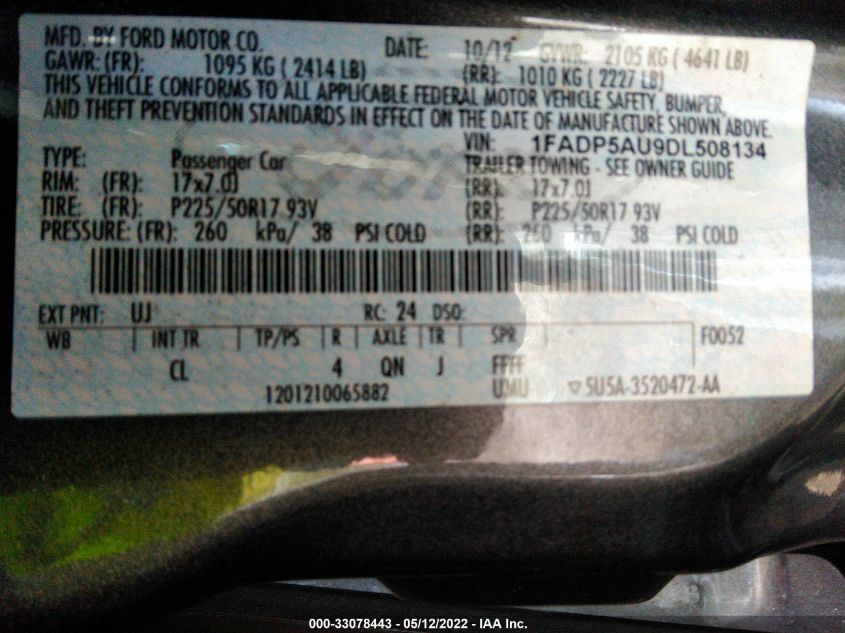 MFD. BY FORD MOTOR CO. DATE: 10/12 GVWR: 2105 KG ( 4641 LB)
GAWR: (FR): 1095 KG ( 2414 LB) (RR): 1010 KG ( 2227 LB)
THIS VEHICLE CONFORMS TO ALL APPLICABLE FEDERAL MOTOR VEHICLE SAFETY, BUMPER,
AND THEFT PREVENTION STANDARDS IN EFFECT ON THE DATE OF MANUFACTURE SHOWN ABOVE.
VIN: 1FADP5AU9DL508134
TYPE: Passenger Car TRAILER TOWING - SEE OWNER GUIDE
RIM: (FR): 17x7.0J (RR): 17x7.0J
TIRE: (FR): P225/50R17 93V (RR): P225/50R17 93V
PRESSURE: (FR): 260 kPa/ 38 PSI COLD (RR): 260 kPa/ 38 PSI COLD
EXT PNT: UJ RC: 24 DSO:
WB INT TR TP/PS R AXLE TR SPR F0052
CL 4 QN J FFFF
1201210065882 UMU 5U5A-3520472-AA
000-33078443 - 05/12/2022 - IAA Inc.